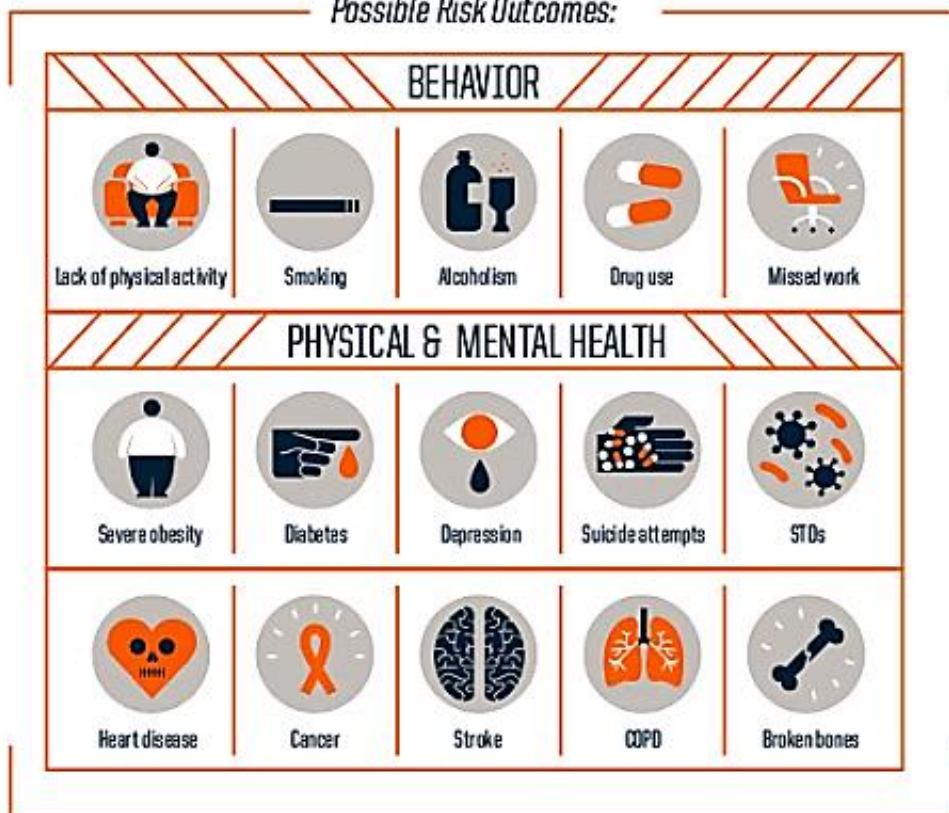 Possible Risk Outcomes:
BEHAVIOR
Lack of physical activity
Smoking
Alcoholism
Drug use
Missed work
PHYSICAL & MENTAL HEALTH
Severe obesity
Diabetes
Depression
Suicide attempts
STDs
Heart disease
Cancer
Stroke
COPD
Broken bones